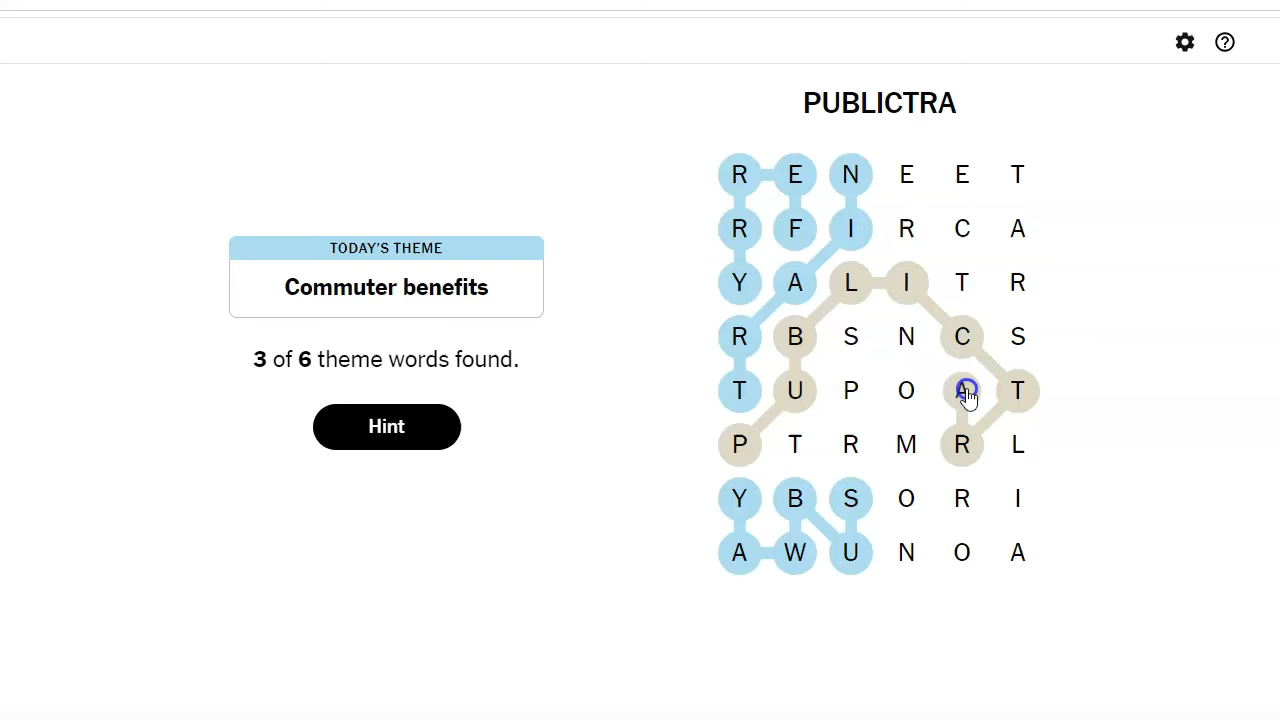 PUBLICTRA
TODAY'S THEME
Commuter benefits
3 of 6 theme words found.
Hint
R E N E E T
R F I R C A
Y A L I T R
R B S N C S
T U P O A T
P T R M R L
Y B S O R I
A W U N O A